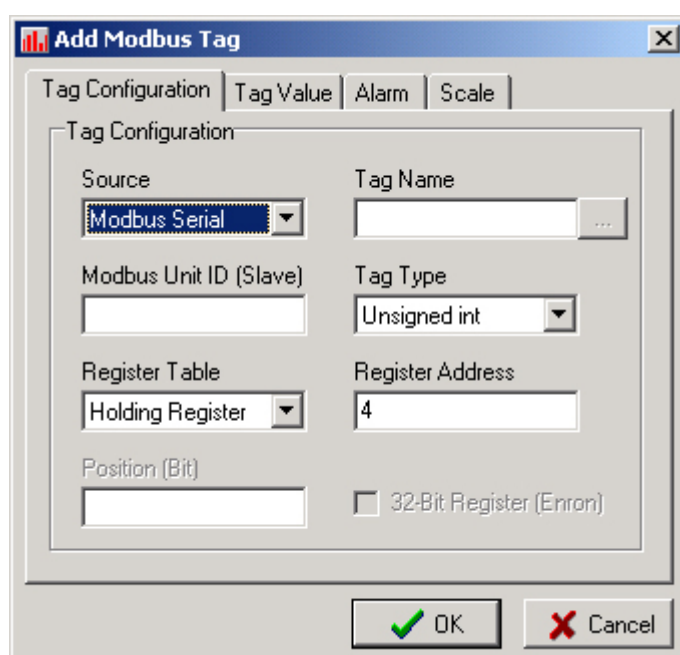 Add Modbus Tag
Tag Configuration Tag Value Alarm Scale
Tag Configuration
Source Tag Name
Modbus Serial ...
Modbus Unit ID (Slave) Tag Type
Unsigned int
Register Table Register Address
Holding Register 4
Position (Bit)
32-Bit Register (Enron)
OK Cancel